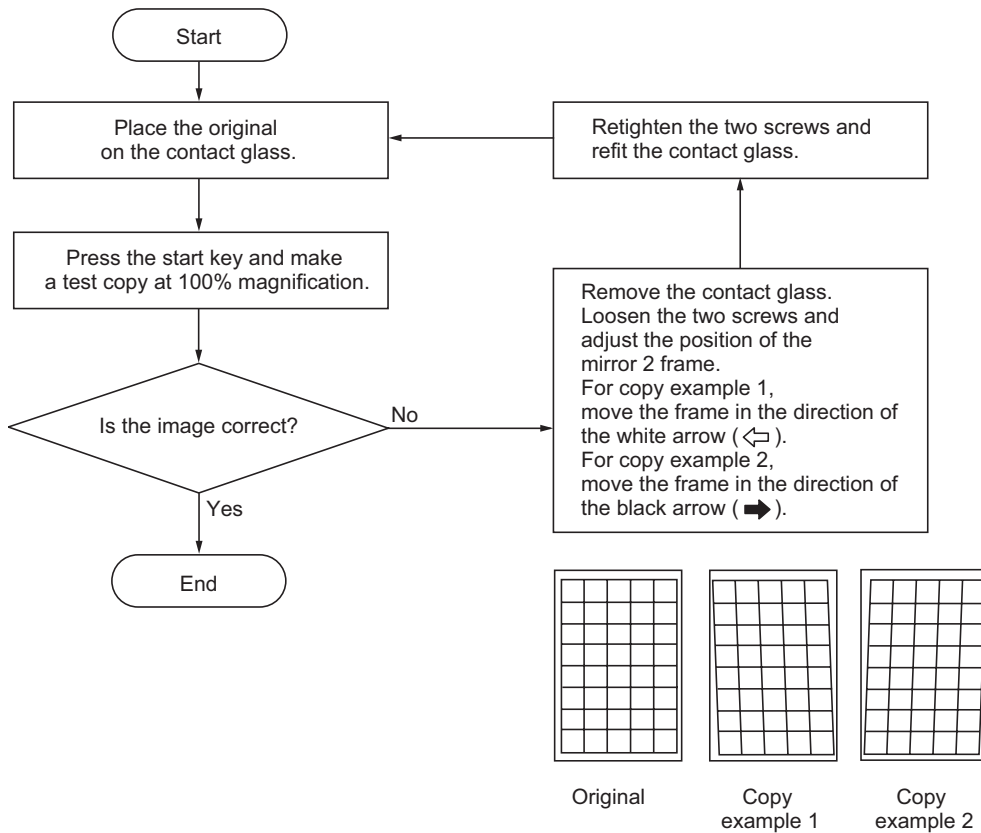 Start
Place the original
on the contact glass.
Retighten the two screws and
refit the contact glass.
Press the start key and make
a test copy at 100% magnification.
Remove the contact glass.
Loosen the two screws and
adjust the position of the
mirror 2 frame.
For copy example 1,
move the frame in the direction of
the white arrow (⇦).
For copy example 2,
move the frame in the direction of
the black arrow (➡).
Is the image correct?
No
Yes
End
Original
Copy
example 1
Copy
example 2